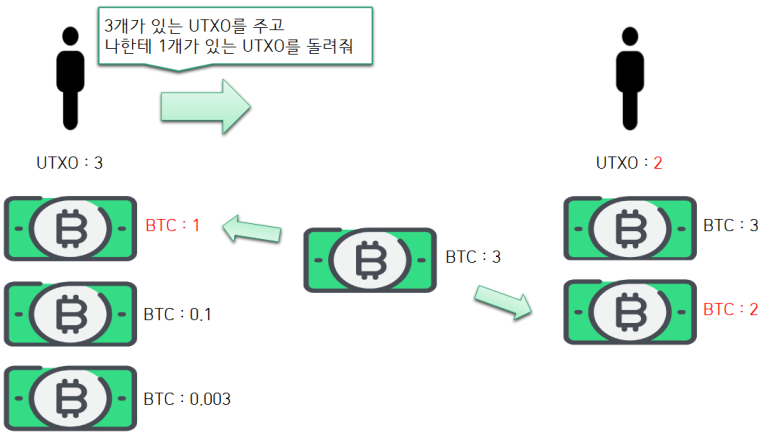 3개가 있는 UTXO를 주고
나한테 1개가 있는 UTXO를 돌려줘
UTXO : 3
UTXO : 2
BTC : 1
BTC : 3
BTC : 3
BTC : 0.1
BTC : 2
BTC : 0.003